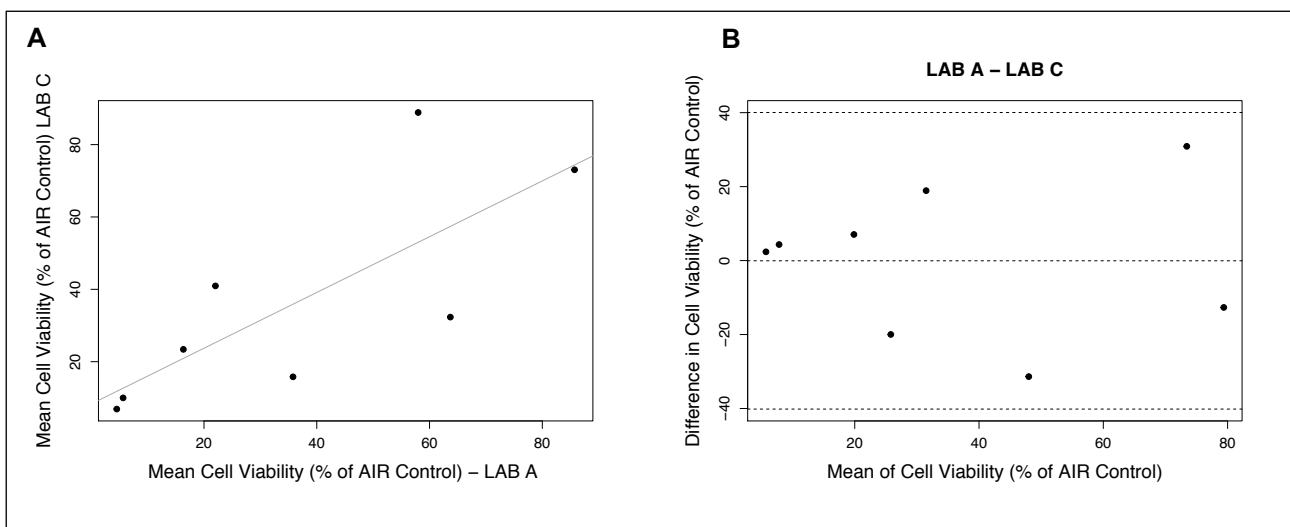 A
Mean Cell Viability (% of AIR Control) LAB C
80
60
40
20
20 40 60 80
Mean Cell Viability (% of AIR Control) – LAB A
B
LAB A – LAB C
Difference in Cell Viability (% of AIR Control)
40
20
0
−20
−40
20 40 60 80
Mean of Cell Viability (% of AIR Control)